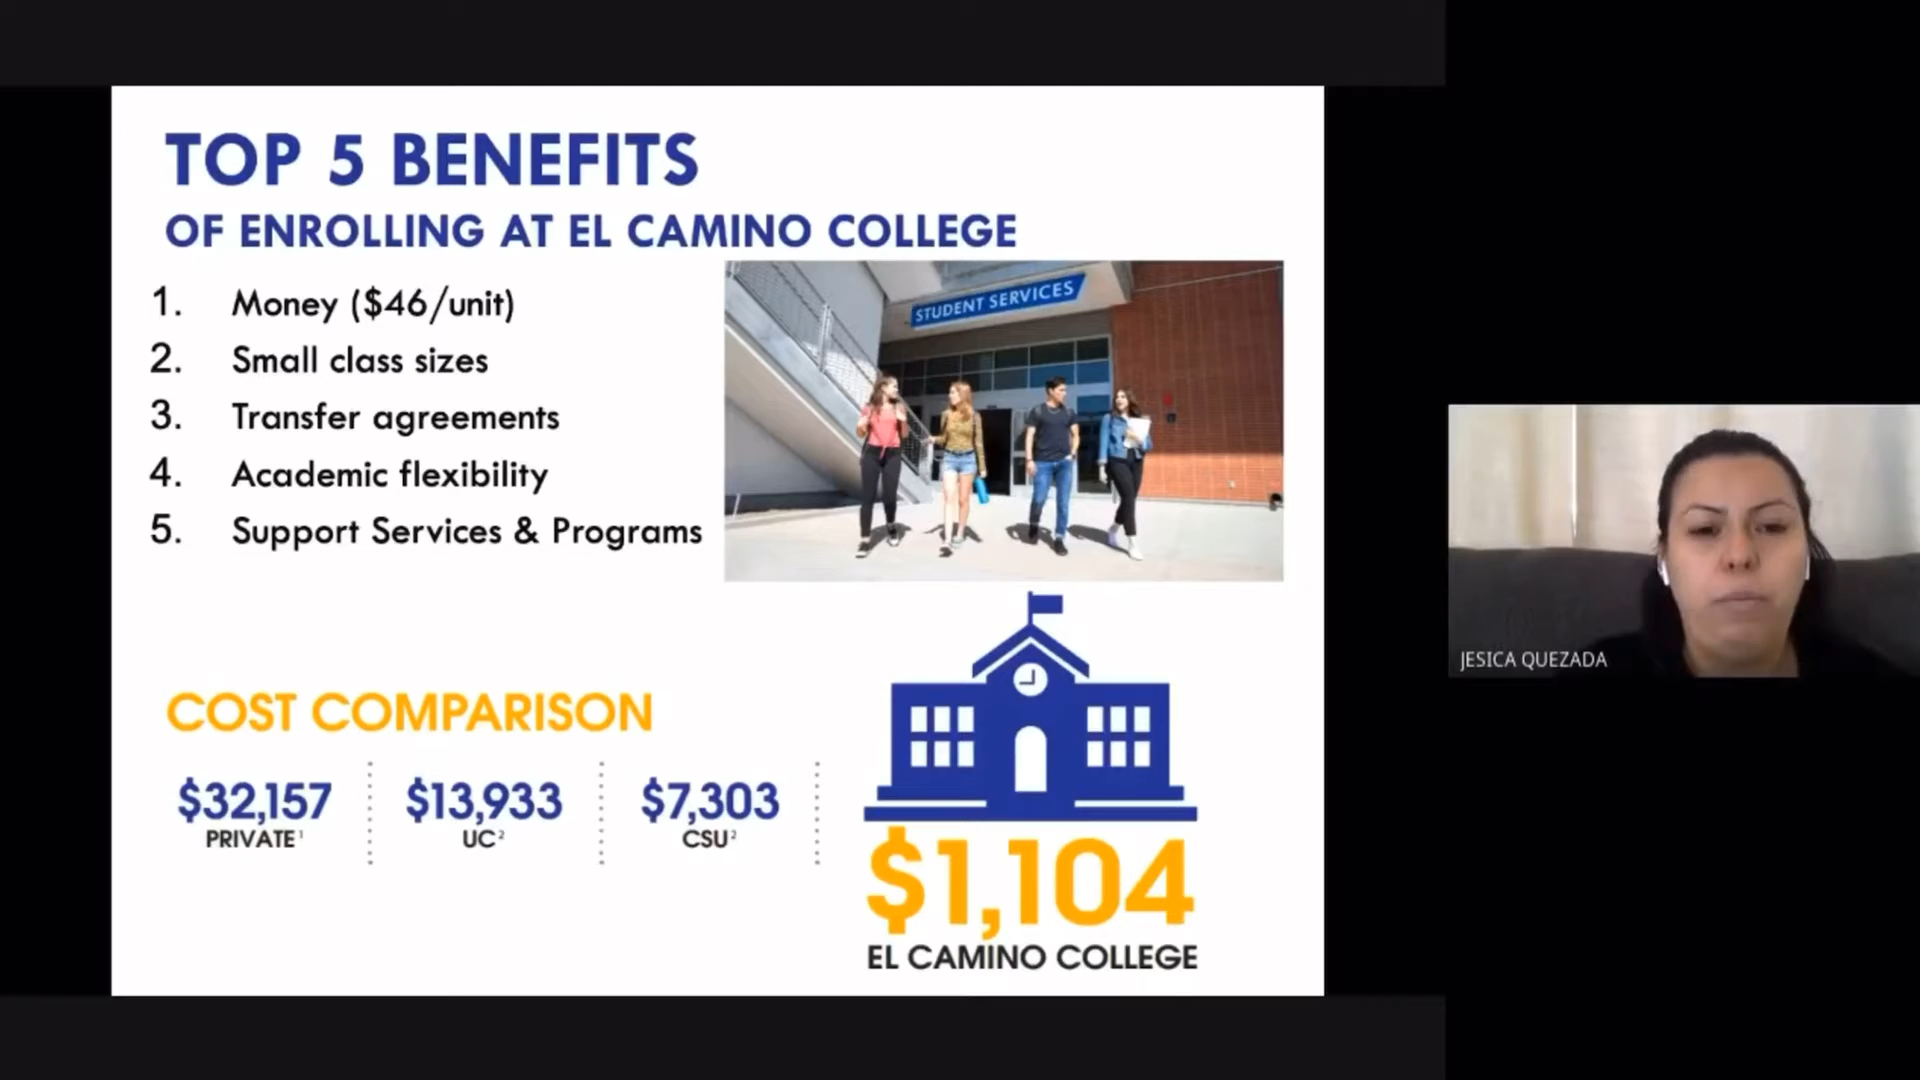 TOP 5 BENEFITS
OF ENROLLING AT EL CAMINO COLLEGE
1. Money ($46/unit)
2. Small class sizes
3. Transfer agreements
4. Academic flexibility
5. Support Services & Programs
STUDENT SERVICES
COST COMPARISON
$32,157
PRIVATE¹
$13,933
UC²
$7,303
CSU²
$1,104
EL CAMINO COLLEGE
JESICA QUEZADA